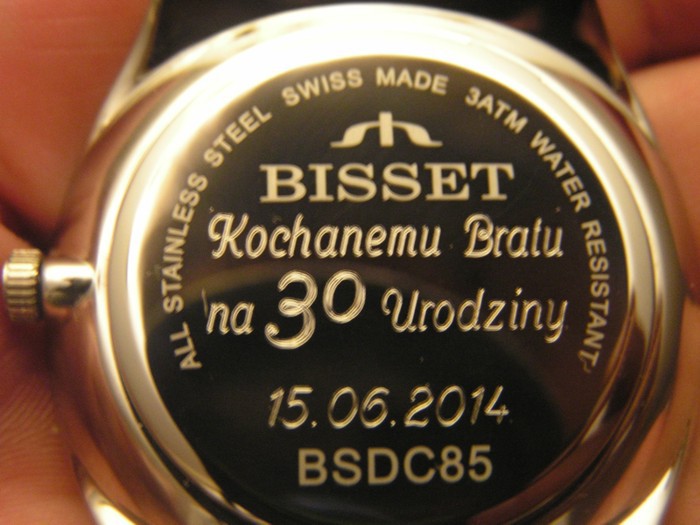 ALL STAINLESS STEEL SWISS MADE 3ATM WATER RESISTANT
BISSET
Kochanemu Bratu
na 30 Urodziny
15.06.2014
BSDC85